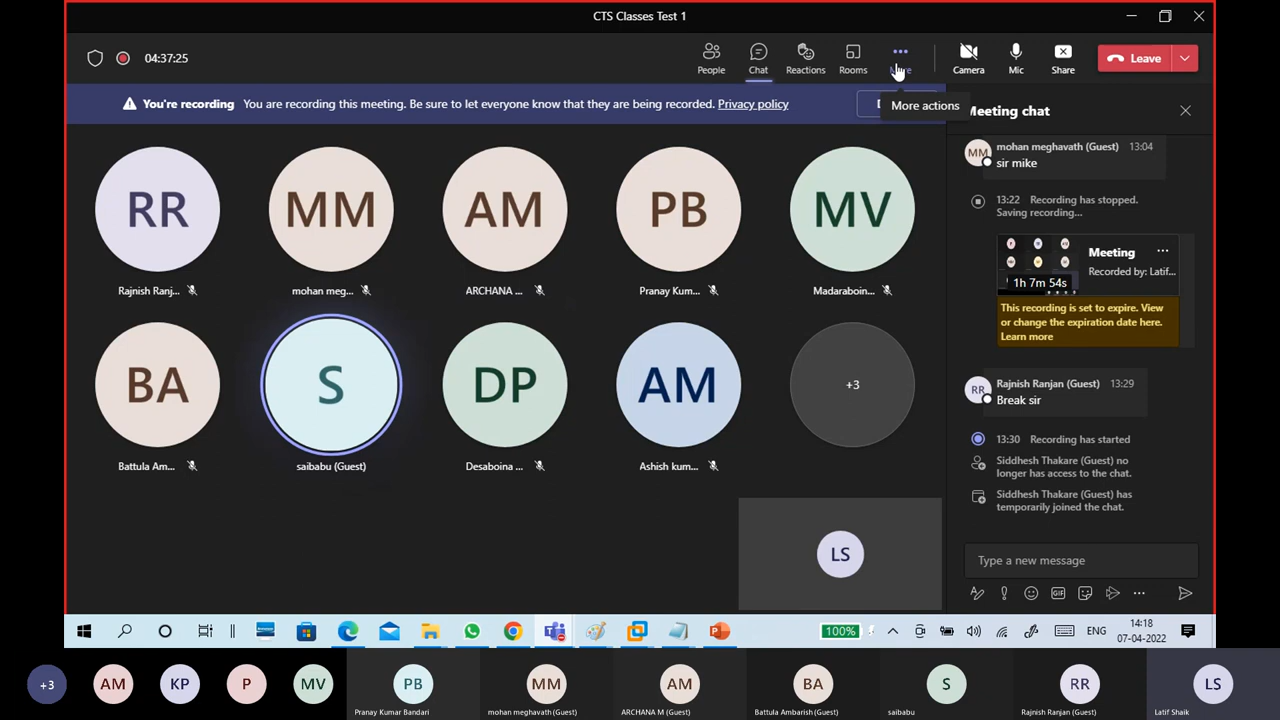 CTS Classes Test 1
04:37:25
People
Chat
Reactions
Rooms
Camera
Mic
Share
Leave
You're recording You are recording this meeting. Be sure to let everyone know that they are being recorded. Privacy policy
More actions
Meeting chat
RR
MM
AM
PB
MV
Rajnish Ranj...
mohan meg...
ARCHANA ...
Pranay Kum...
Madaraboin...
BA
S
DP
AM
+3
Battula Am...
saibabu (Guest)
Desaboina ...
Ashish kum...
LS
MM
mohan meghavath (Guest) 13:04
sir mike
13:22 Recording has stopped.
Saving recording...
Meeting
Recorded by: Latif...
1h 7m 54s
This recording is set to expire. View
or change the expiration date here.
Learn more
RR
Rajnish Ranjan (Guest) 13:29
Break sir
13:30 Recording has started
Siddhesh Thakare (Guest) no
longer has access to the chat.
Siddhesh Thakare (Guest) has
temporarily joined the chat.
Type a new message
GIF
100%
ENG
14:18
07-04-2022
+3
AM
KP
P
MV
PB
MM
AM
BA
S
RR
LS
Pranay Kumar Bandari
mohan meghavath (Guest)
ARCHANA M (Guest)
Battula Ambarish (Guest)
saibabu
Rajnish Ranjan (Guest)
Latif Shaik